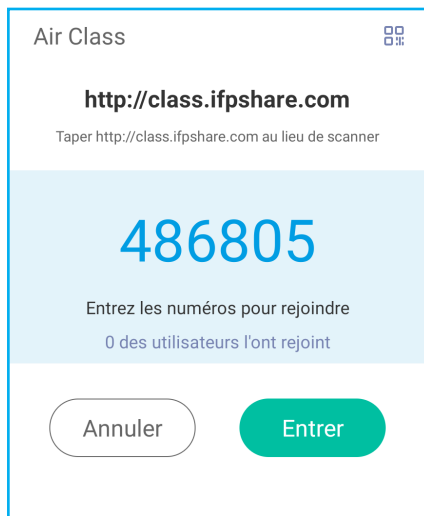 Air Class
http://class.ifpshare.com
Taper http://class.ifpshare.com au lieu de scanner
486805
Entrez les numéros pour rejoindre
0 des utilisateurs l'ont rejoint
Annuler
Entrer